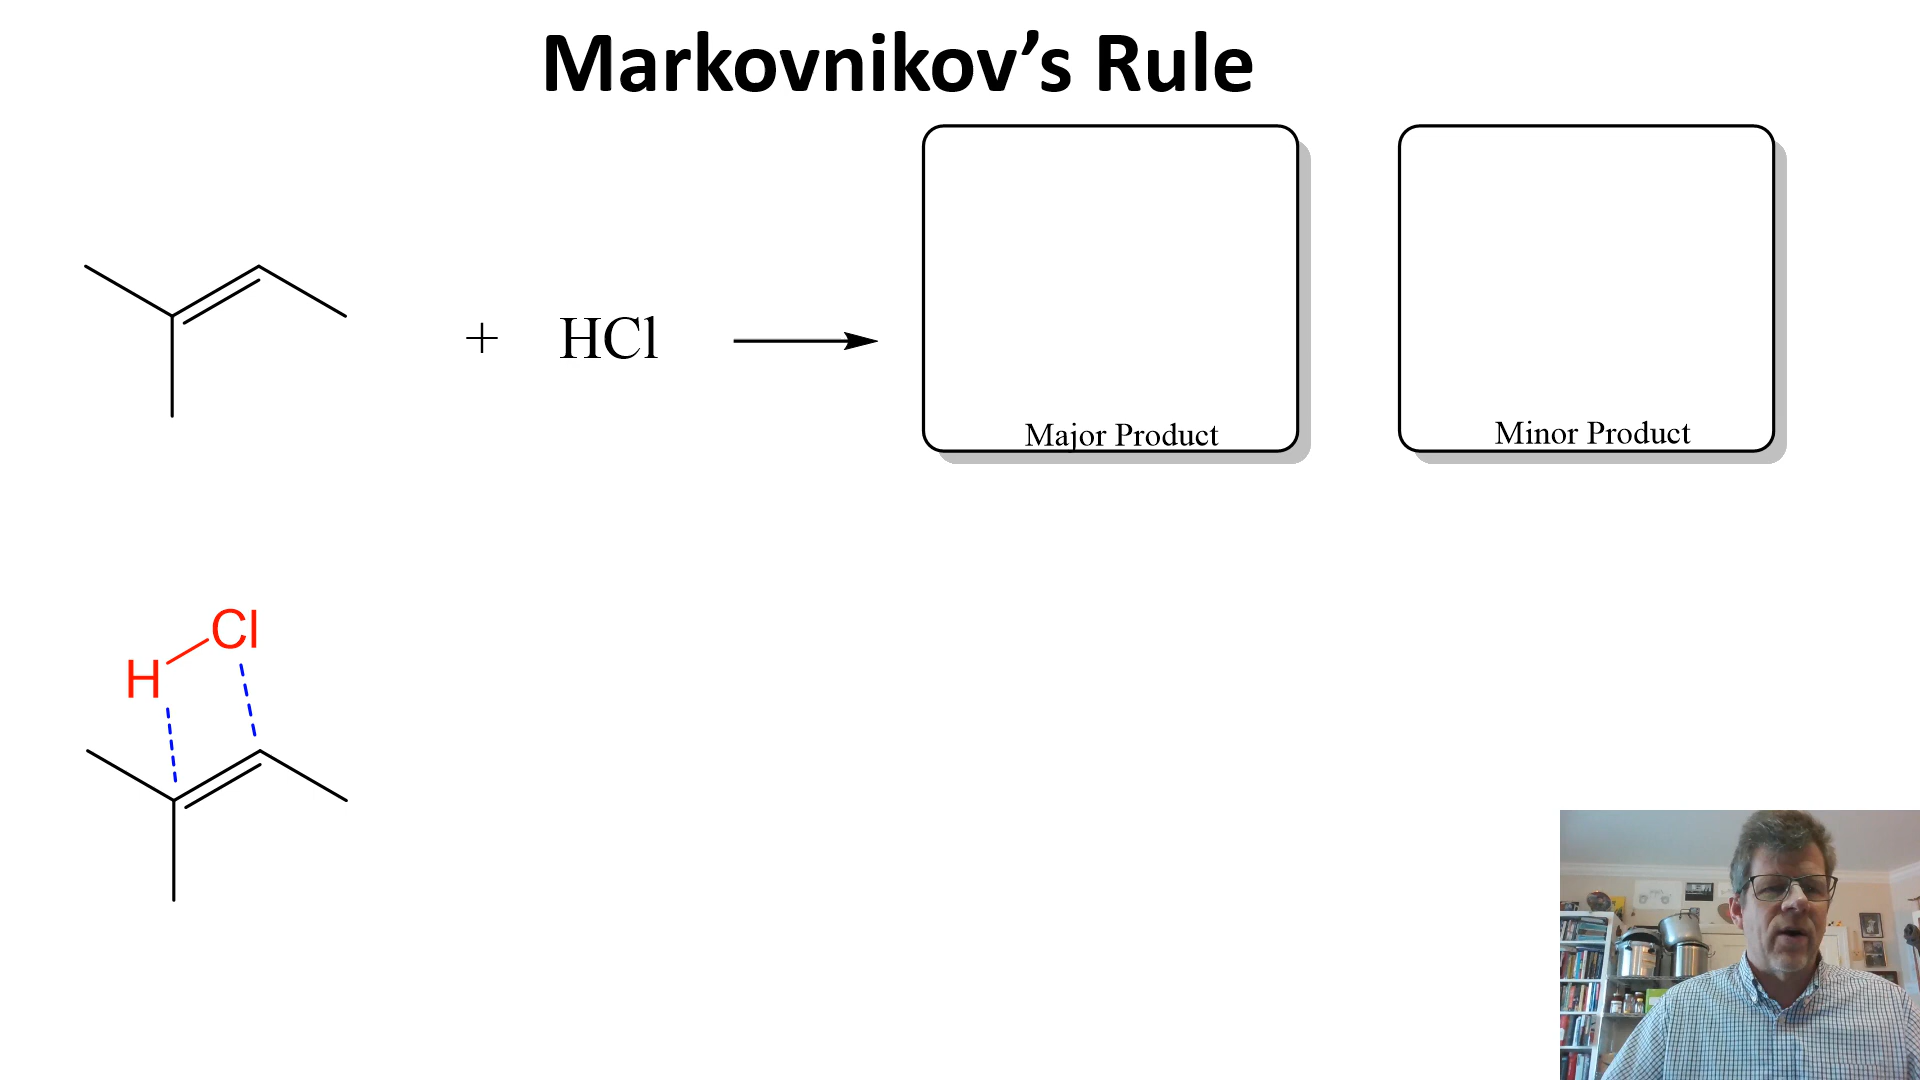 Markovnikov’s Rule
+ HCl
Major Product
Minor Product
Cl
H